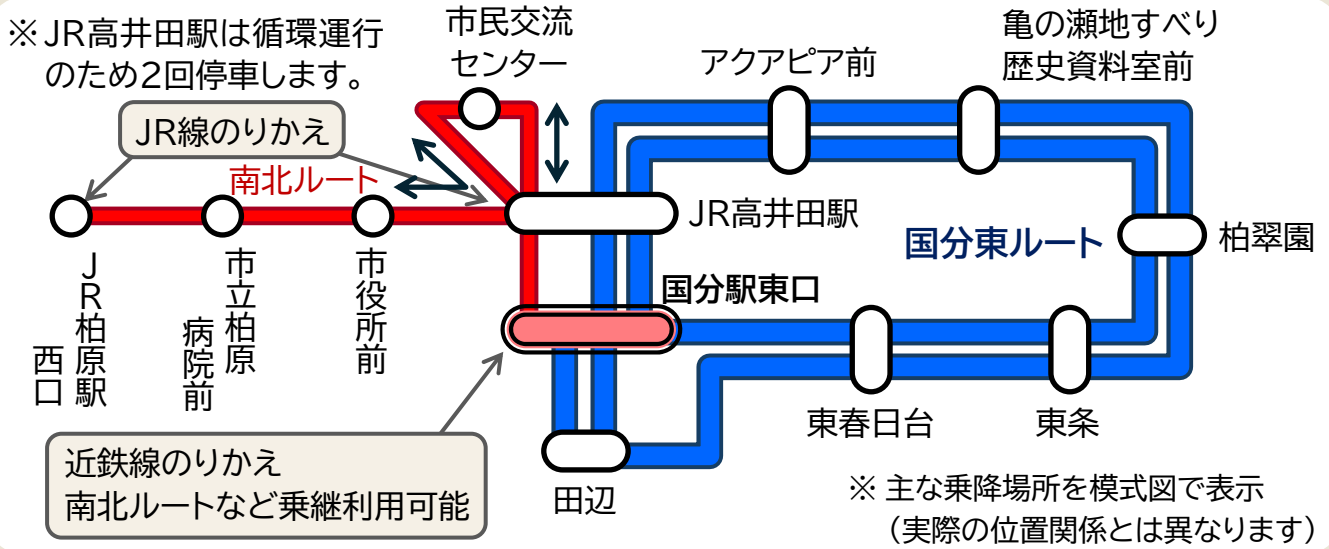 ※JR高井田駅は循環運行
のため2回停車します。
市民交流
センター
アクアピア前
亀の瀬地すべり
歴史資料室前
JR線のりかえ
南北ルート
JR高井田駅
国分東ルート
柏翠園
JR柏原駅
西口
市立柏原
病院前
市役所前
国分駅東口
東春日台
東条
近鉄線のりかえ
南北ルートなど乗継利用可能
田辺
※ 主な乗降場所を模式図で表示
(実際の位置関係とは異なります)